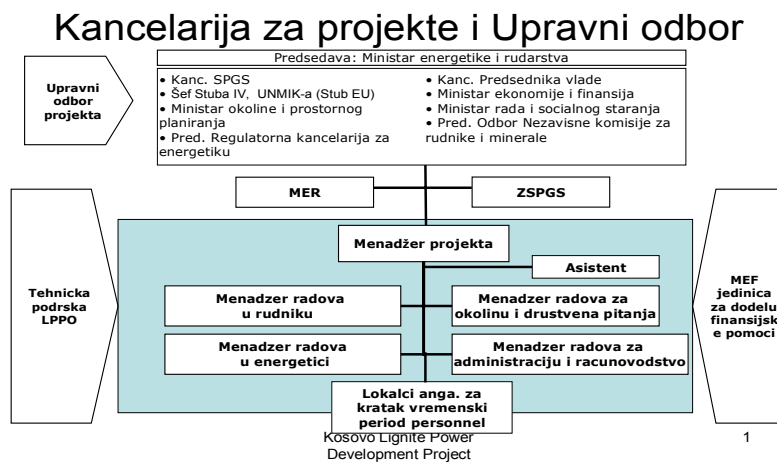 Kancelarija za projekte i Upravni odbor
Predsedava: Ministar energetike i rudarstva
Upravni
odbor
projekta
• Kanc. SPGS
• Šef Stuba IV, UNMIK-a (Stub EU)
• Ministar okoline i prostornog
planiranja
• Pred. Regulatorna kancelarija za
energetiku
• Kanc. Predsednika vlade
• Ministar ekonomije i finansija
• Ministar rada i socialnog staranja
• Pred. Odbor Nezavisne komisije za
rudnike i minerale
MER
ZSPGS
Menadžer projekta
Asistent
Tehnicka
podrska
LPPO
Menadzer radova
u rudniku
Menadzer radova za
okolinu i drustvena pitanja
MEF
jedinica
za dodelu
finansijsk
e pomoci
Menadzer radova
u energetici
Menadzer radova za
administraciju i racunovodstvo
Lokalci anga. za
kratak vremenski
period personnel
Kosovo Lignite Power
Development Project
1